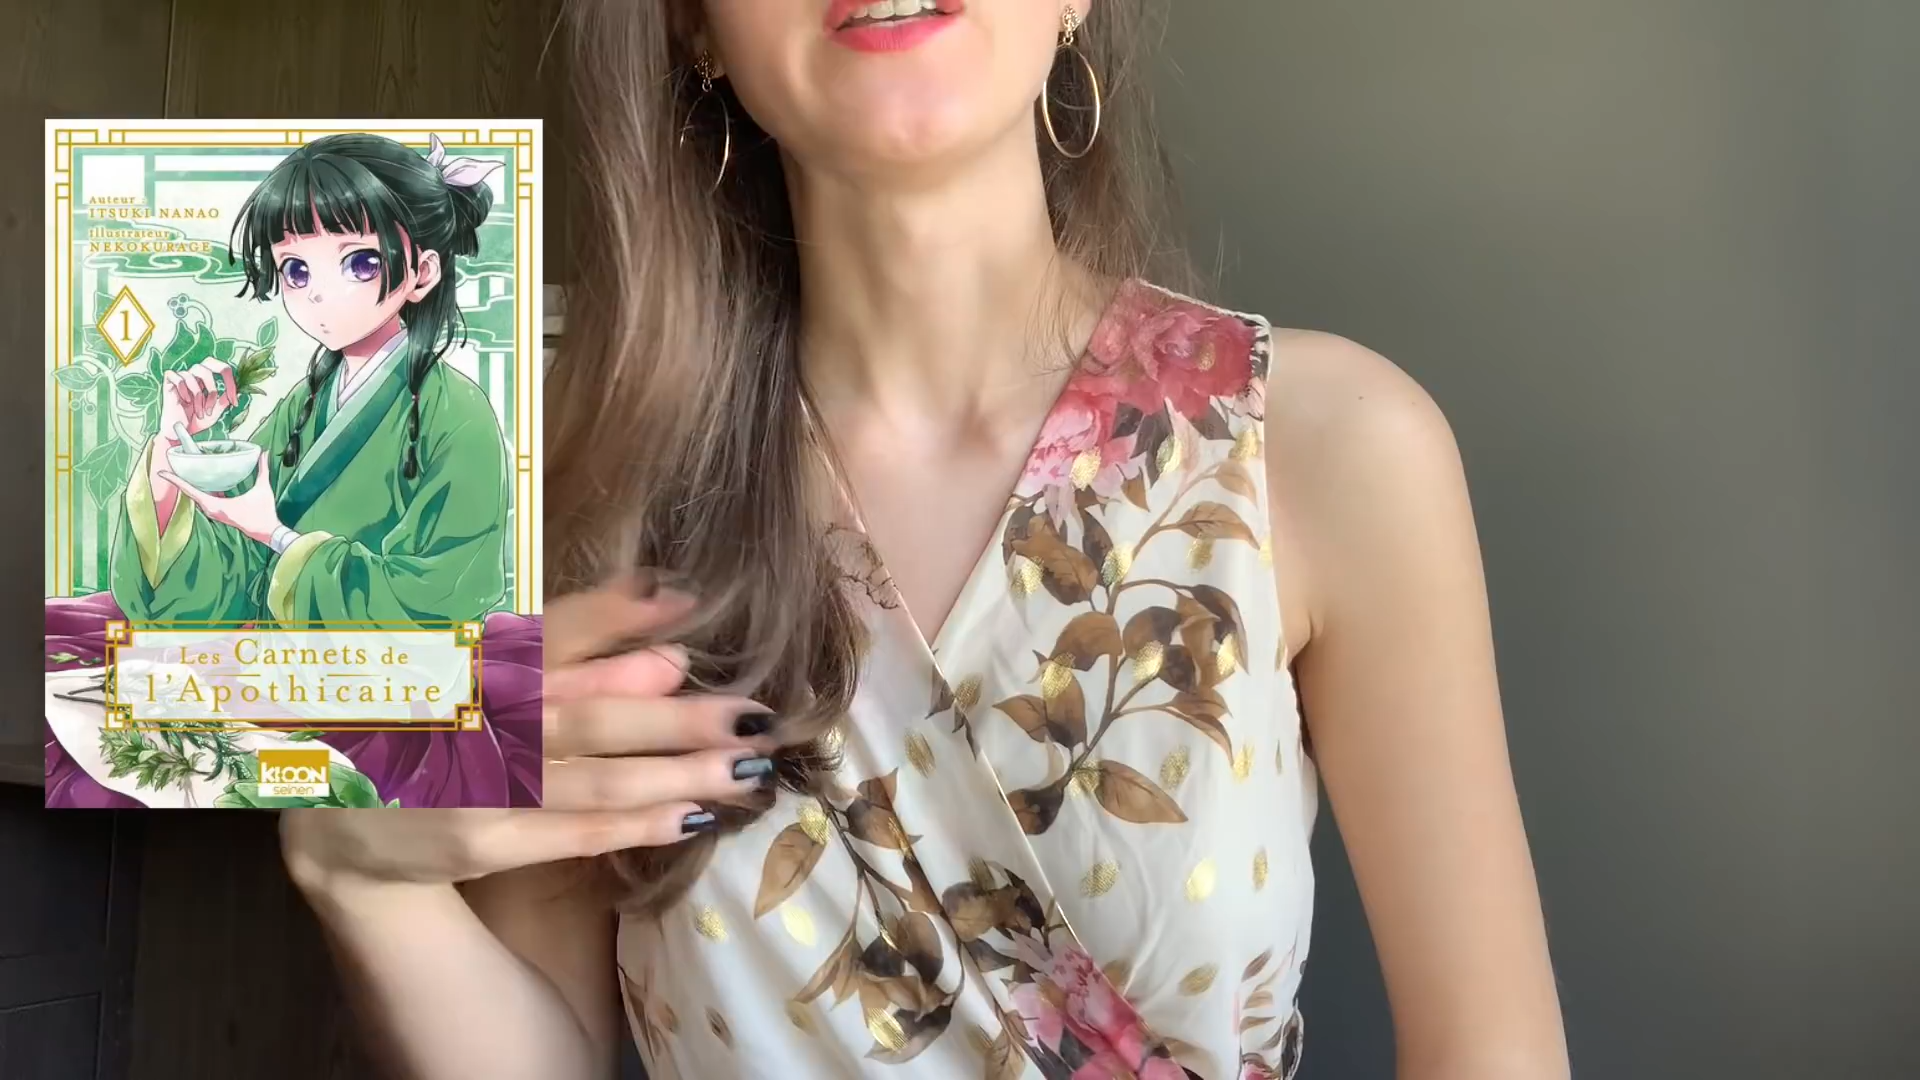 Auteur :
ITSUKI NANAO
Illustrateur :
NEKOKURAGE
1
Les Carnets de
l'Apothicaire
KI-OON
seinen